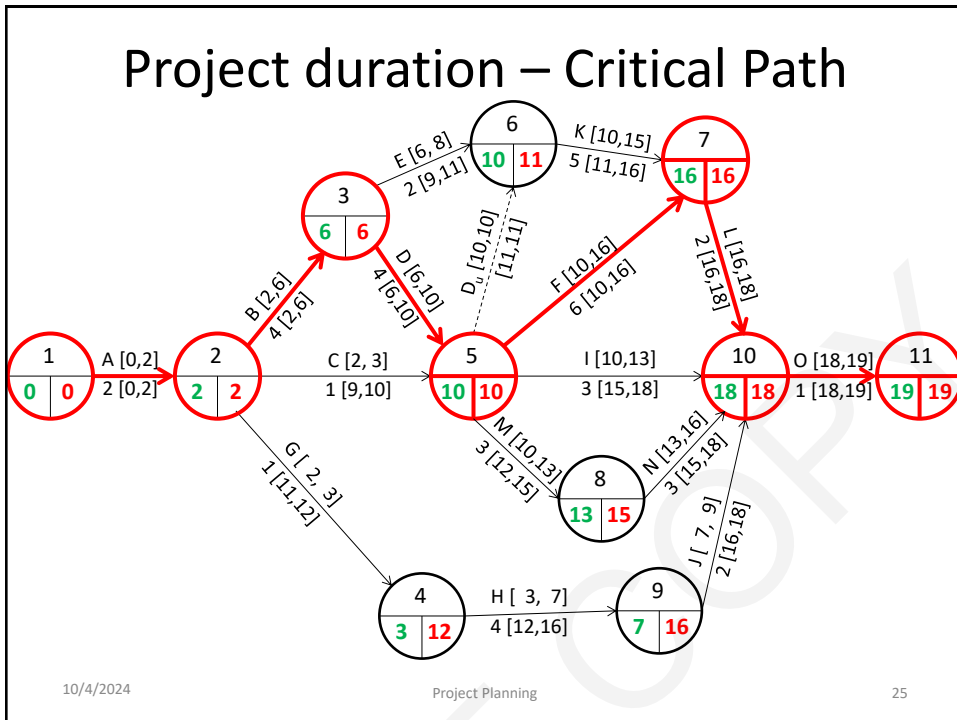 Project duration – Critical Path
6
10 11
K [10,15]
5 [11,16]
7
16 16
E [6, 8]
2 [9,11]
3
6 6
Du [10,10]
[11,11]
F [10,16]
6 [10,16]
L [16,18]
2 [16,18]
B [2,6]
4 [2,6]
D [6,10]
4 [6,10]
1
0 0
A [0,2]
2 [0,2]
2
2 2
C [2, 3]
1 [9,10]
5
10 10
I [10,13]
3 [15,18]
10
18 18
O [18,19]
1 [18,19]
11
19 19
M [10,13]
3 [12,15]
8
13 15
N [13,16]
3 [15,18]
G [ 2, 3]
1 [11,12]
J [ 7, 9]
2 [16,18]
4
3 12
H [ 3, 7]
4 [12,16]
9
7 16
10/4/2024
Project Planning
25
COPY